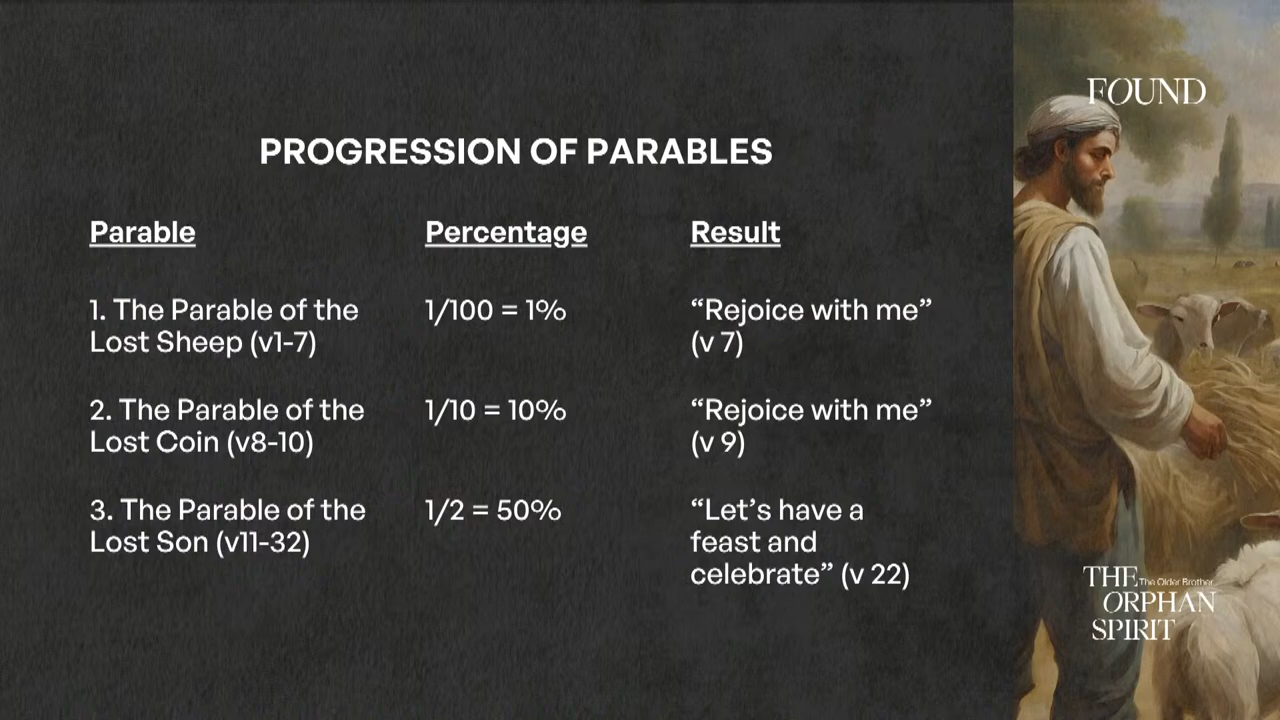 FOUND
PROGRESSION OF PARABLES
Parable Percentage Result
1. The Parable of the 1/100 = 1% “Rejoice with me”
Lost Sheep (v1-7) (v 7)
2. The Parable of the 1/10 = 10% “Rejoice with me”
Lost Coin (v8-10) (v 9)
3. The Parable of the 1/2 = 50% “Let’s have a
Lost Son (v11-32) feast and
celebrate” (v 22)
THE The Older Brother
ORPHAN
SPIRIT